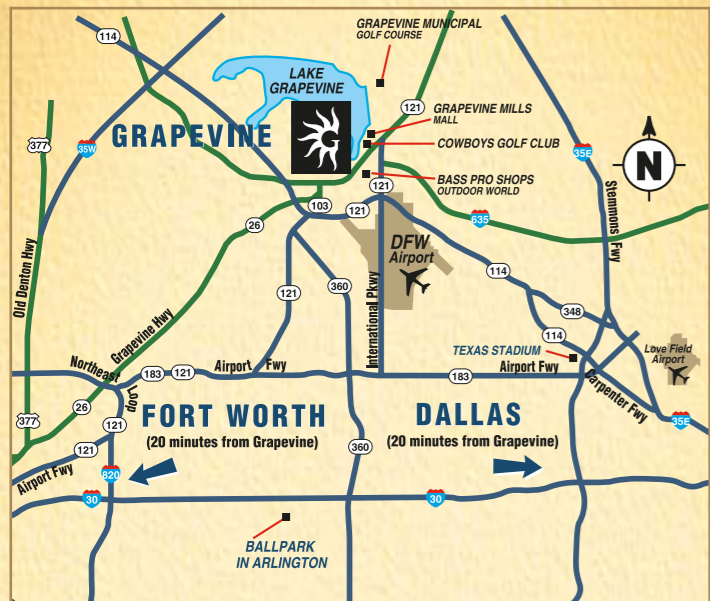 GRAPEVINE MUNICIPAL
GOLF COURSE
114
LAKE
GRAPEVINE
121
GRAPEVINE MILLS
MALL
GRAPEVINE
377
35W
COWBOYS GOLF CLUB
35E
N
BASS PRO SHOPS
OUTDOOR WORLD
121
103
121
26
635
Stemmons Fwy
DFW
Airport
Old Denton Hwy
114
121
360
International Pkwy
348
Grapevine Hwy
114
TEXAS STADIUM
Love Field
Airport
Northeast
Loop
183
121
Airport Fwy
183
Airport Fwy
Carpenter Fwy
26
377
121
FORT WORTH
(20 minutes from Grapevine)
DALLAS
(20 minutes from Grapevine)
35E
121
360
Airport Fwy
820
30
30
BALLPARK
IN ARLINGTON